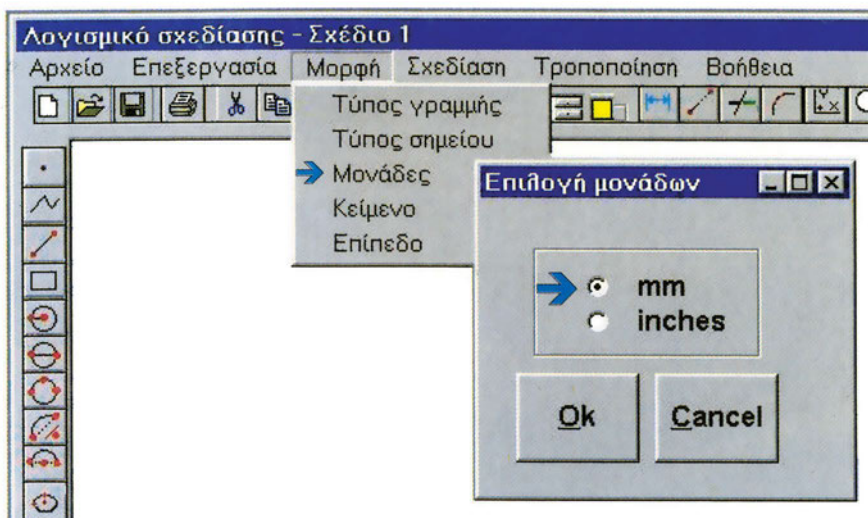 Λογισμικό σχεδίασης - Σχέδιο 1
Αρχείο Επεξεργασία Μορφή Σχεδίαση Τροποποίηση Βοήθεια
Τύπος γραμμής
Τύπος σημείου
Μονάδες
Κείμενο
Επίπεδο
Επιλογή μονάδων
mm
inches
Ok Cancel